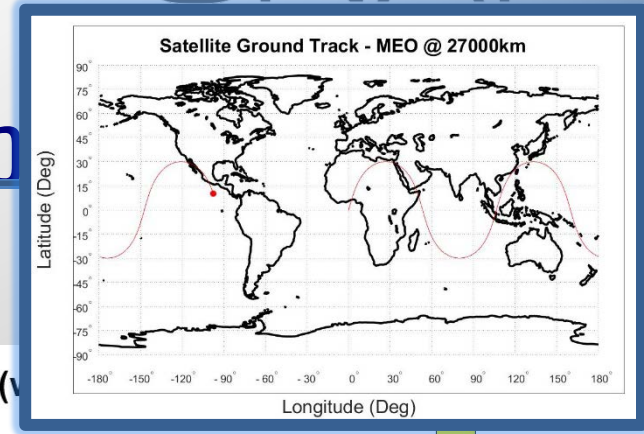 Satellite Ground Track - MEO @ 27000km
90°
75°
60°
45°
30°
15°
0°
-15°
-30°
-45°
-60°
-75°
-90°
Latitude (Deg)
-180° -150° -120° -90° -60° -30° 0° 30° 60° 90° 120° 150° 180°
Longitude (Deg)
n
(